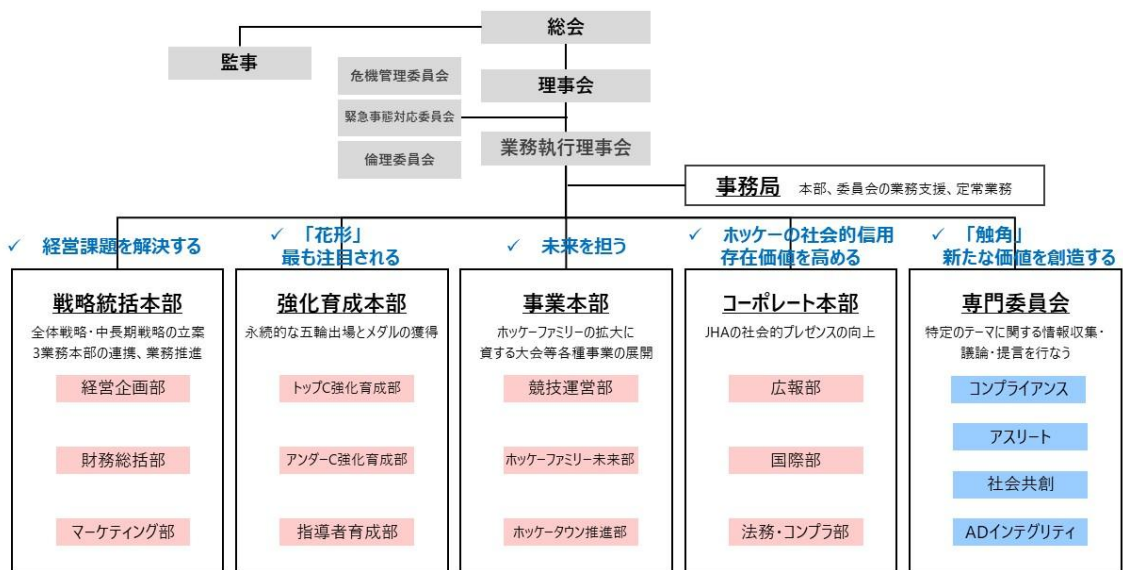 総会
監事
危機管理委員会
理事会
緊急事態対応委員会
業務執行理事会
倫理委員会
事務局 本部、委員会の業務支援、定常業務
✓ 経営課題を解決する
✓ 「花形」
最も注目される
✓ 未来を担う
✓ ホッケーの社会的信用
存在価値を高める
✓ 「触角」
新たな価値を創造する
戦略統括本部
全体戦略・中長期戦略の立案
3業務本部の連携、業務推進
経営企画部
財務総括部
マーケティング部
強化育成本部
永続的な五輪出場とメダルの獲得
トップC強化育成部
アンダーC強化育成部
指導者育成部
事業本部
ホッケーファミリーの拡大に
資する大会等各種事業の展開
競技運営部
ホッケーファミリー未来部
ホッケータウン推進部
コーポレート本部
JHAの社会的プレゼンスの向上
広報部
国際部
法務・コンプラ部
専門委員会
特定のテーマに関する情報収集・
議論・提言を行なう
コンプライアンス
アスリート
社会共創
ADインテグリティ